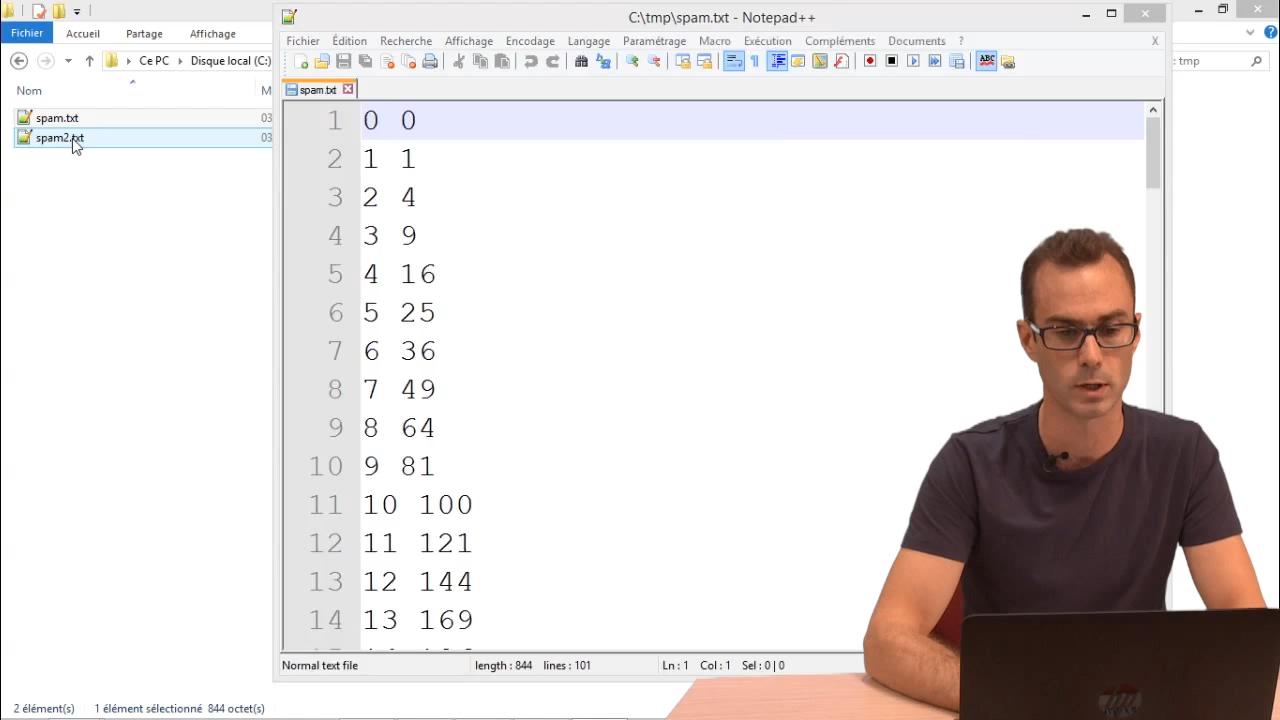 C:\tmp\spam.txt - Notepad++
Fichier Accueil Partage Affichage
Fichier Édition Recherche Affichage Encodage Langage Paramétrage Macro Exécution Compléments Documents ? X
Ce PC Disque local (C:)
tmp
ABC
Nom
spam.txt
spam.txt 03
spam2.txt 03
1 0 0
2 1 1
3 2 4
4 3 9
5 4 16
6 5 25
7 6 36
8 7 49
9 8 64
10 9 81
11 10 100
12 11 121
13 12 144
14 13 169
Normal text file length : 844 lines : 101 Ln : 1 Col : 1 Sel : 0 | 0
2 élément(s) 1 élément sélectionné 844 octet(s)